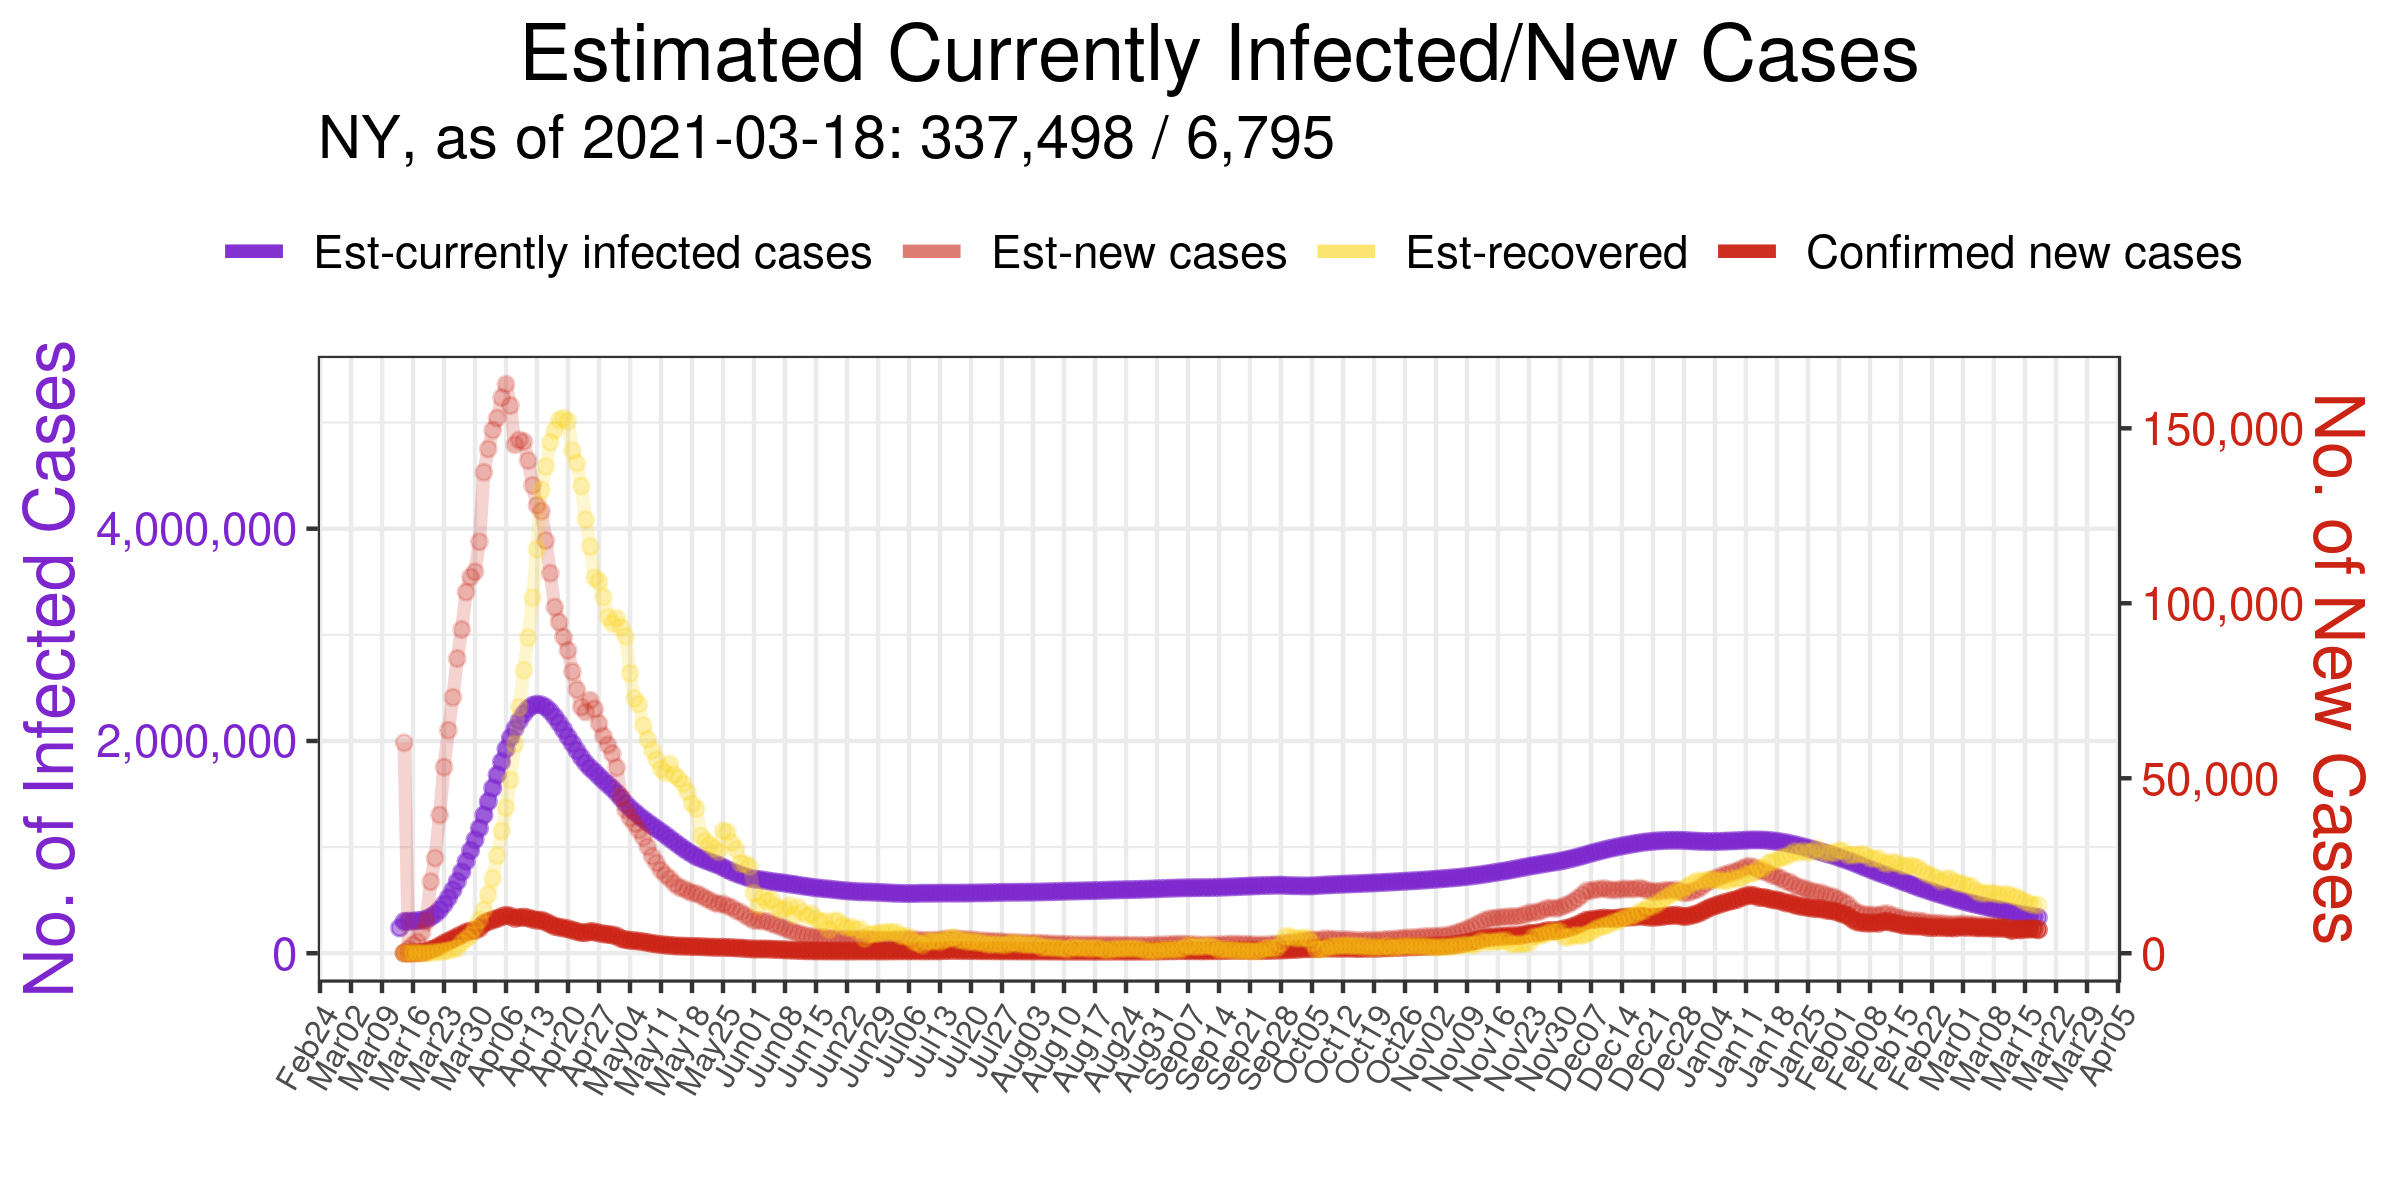 Estimated Currently Infected/New Cases
NY, as of 2021-03-18: 337,498 / 6,795
Est-currently infected cases Est-new cases Est-recovered Confirmed new cases
No. of Infected Cases
4,000,000
2,000,000
0
150,000
100,000
50,000
0
No. of New Cases
Feb24 Mar02 Mar09 Mar16 Mar23 Mar30 Apr06 Apr13 Apr20 Apr27 May04 May11 May18 May25 Jun01 Jun08 Jun15 Jun22 Jun29 Jul06 Jul13 Jul20 Jul27 Aug03 Aug10 Aug17 Aug24 Aug31 Sep07 Sep14 Sep21 Sep28 Oct05 Oct12 Oct19 Oct26 Nov02 Nov09 Nov16 Nov23 Nov30 Dec07 Dec14 Dec21 Dec28 Jan04 Jan11 Jan18 Jan25 Feb01 Feb08 Feb15 Feb22 Mar01 Mar08 Mar15 Mar22 Mar29 Apr05